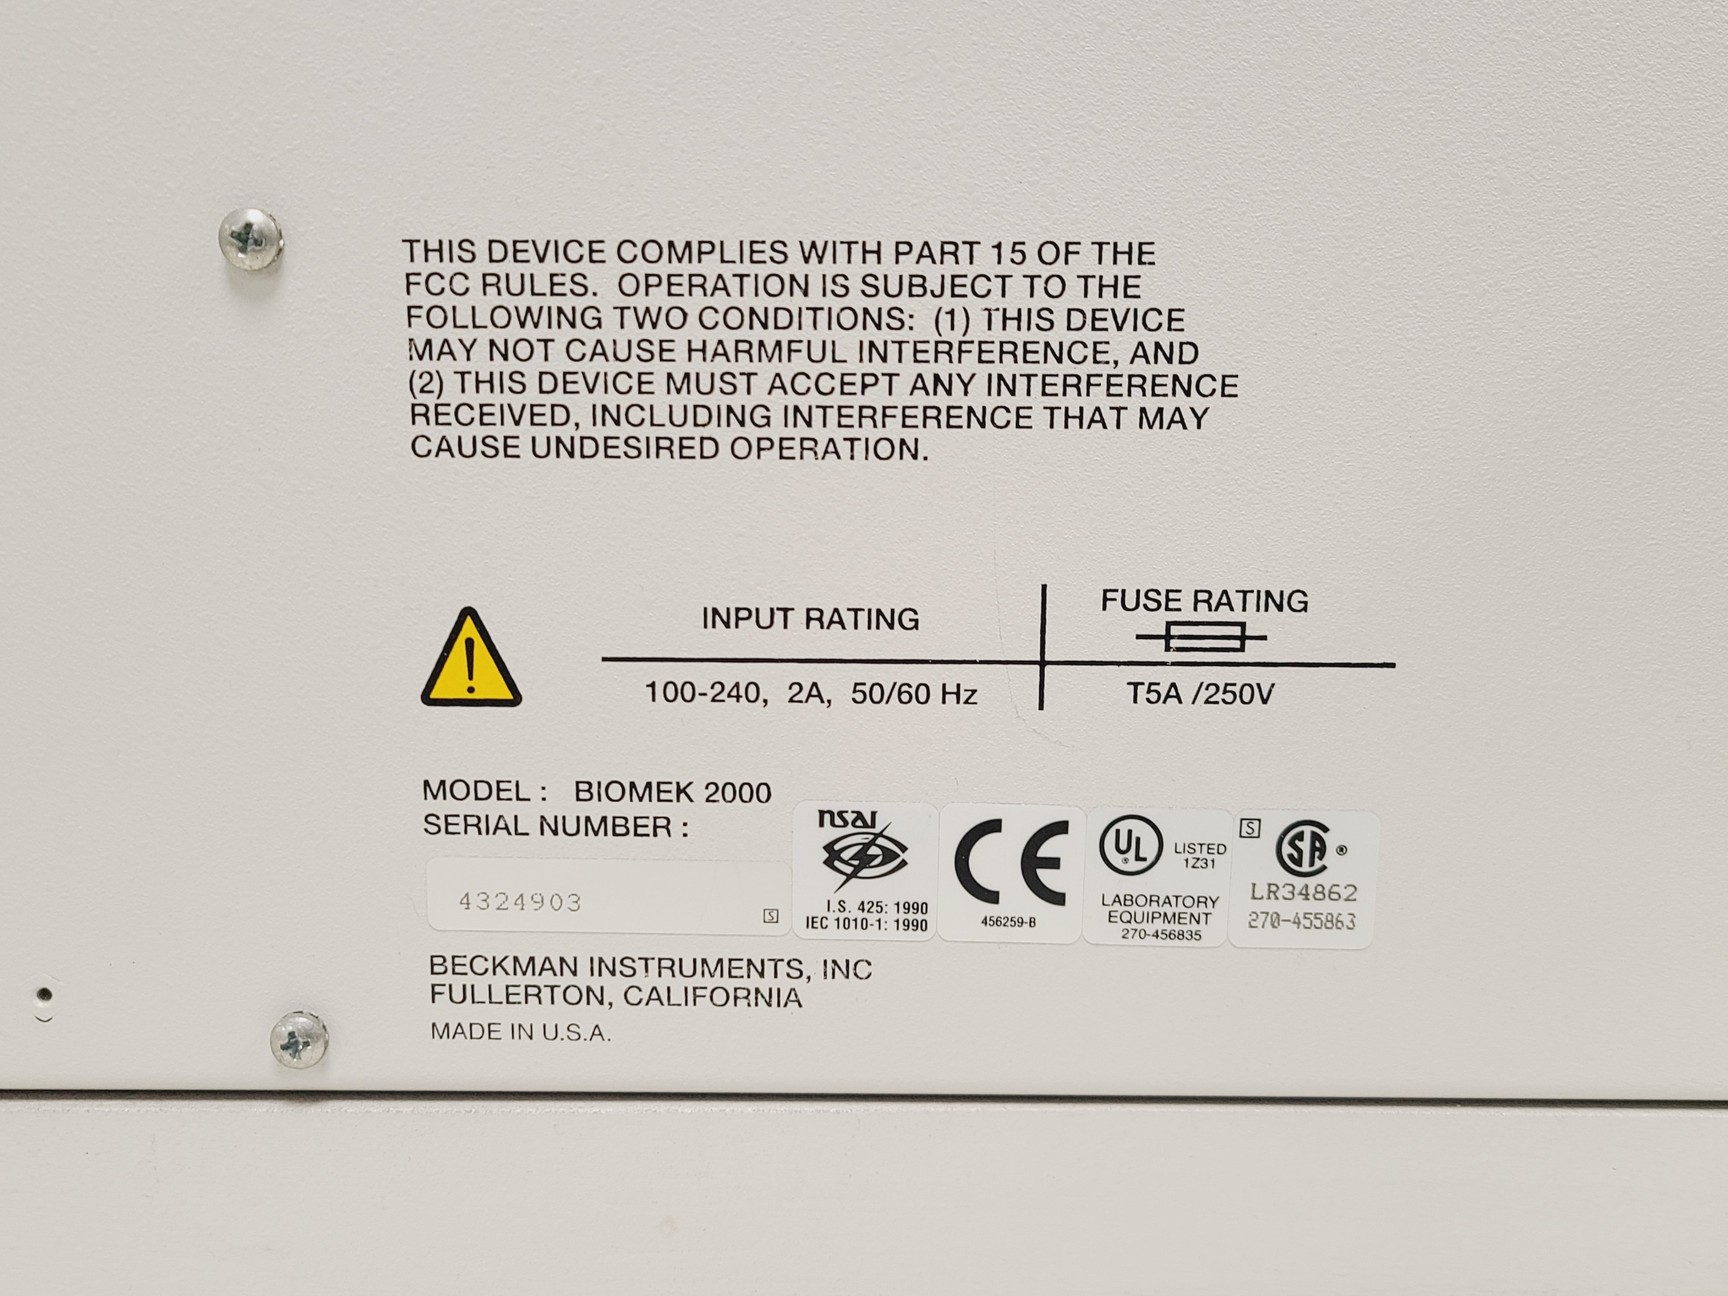 THIS DEVICE COMPLIES WITH PART 15 OF THE
FCC RULES. OPERATION IS SUBJECT TO THE
FOLLOWING TWO CONDITIONS: (1) THIS DEVICE
MAY NOT CAUSE HARMFUL INTERFERENCE, AND
(2) THIS DEVICE MUST ACCEPT ANY INTERFERENCE
RECEIVED, INCLUDING INTERFERENCE THAT MAY
CAUSE UNDESIRED OPERATION.
INPUT RATING
FUSE RATING
100-240, 2A, 50/60 Hz
T5A /250V
MODEL : BIOMEK 2000
SERIAL NUMBER :
4324903
S
nsai
I.S. 425: 1990
IEC 1010-1: 1990
CE
456259-B
UL ®
LISTED
1Z31
LABORATORY
EQUIPMENT
270-456835
S
SA ®
LR34862
270-455863
BECKMAN INSTRUMENTS, INC
FULLERTON, CALIFORNIA
MADE IN U.S.A.